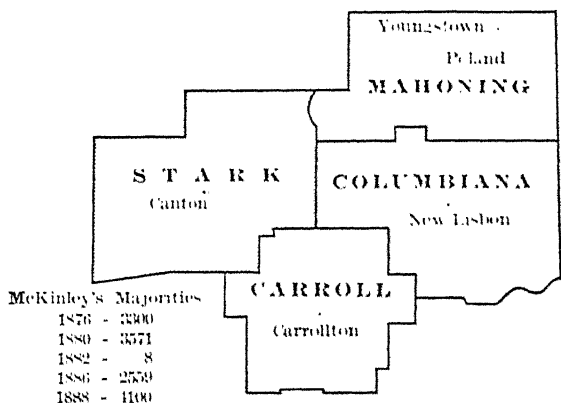 Youngstown
Poland
MAHONING
STARK
Canton
COLUMBIANA
New Lisbon
CARROLL
Carrollton
McKinley's Majorities
1876 - 3300
1880 - 3571
1882 - 8
1886 - 2559
1888 - 4100